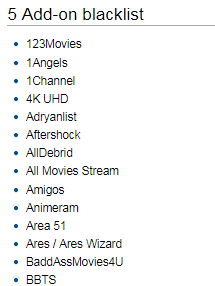 5 Add-on blacklist
123Movies
1Angels
1Channel
4K UHD
Adryanlist
Aftershock
AllDebrid
All Movies Stream
Amigos
Animeram
Area 51
Ares / Ares Wizard
BaddAssMovies4U
BBTS